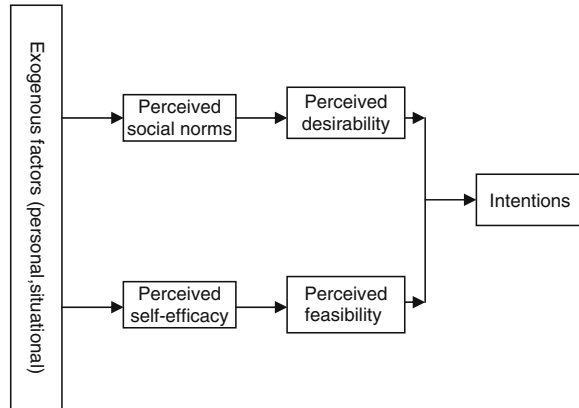 Exogenous factors (personal,situational)
Perceived
social norms
Perceived
desirability
Intentions
Perceived
self-efficacy
Perceived
feasibility